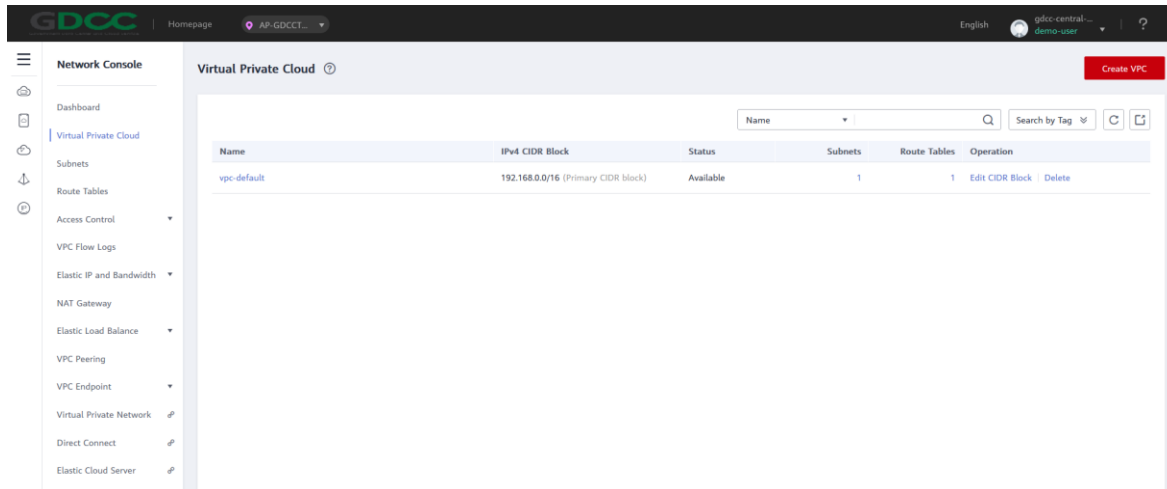 GDCC
Homepage
AP-GDCCT...
English
gdcc-central-...
demo-user
?
Network Console
Dashboard
Virtual Private Cloud
Subnets
Route Tables
Access Control
VPC Flow Logs
Elastic IP and Bandwidth
NAT Gateway
Elastic Load Balance
VPC Peering
VPC Endpoint
Virtual Private Network
Direct Connect
Elastic Cloud Server
Virtual Private Cloud ?
Create VPC
Name
Search by Tag
Name IPv4 CIDR Block Status Subnets Route Tables Operation
vpc-default 192.168.0.0/16 (Primary CIDR block) Available 1 1 Edit CIDR Block | Delete